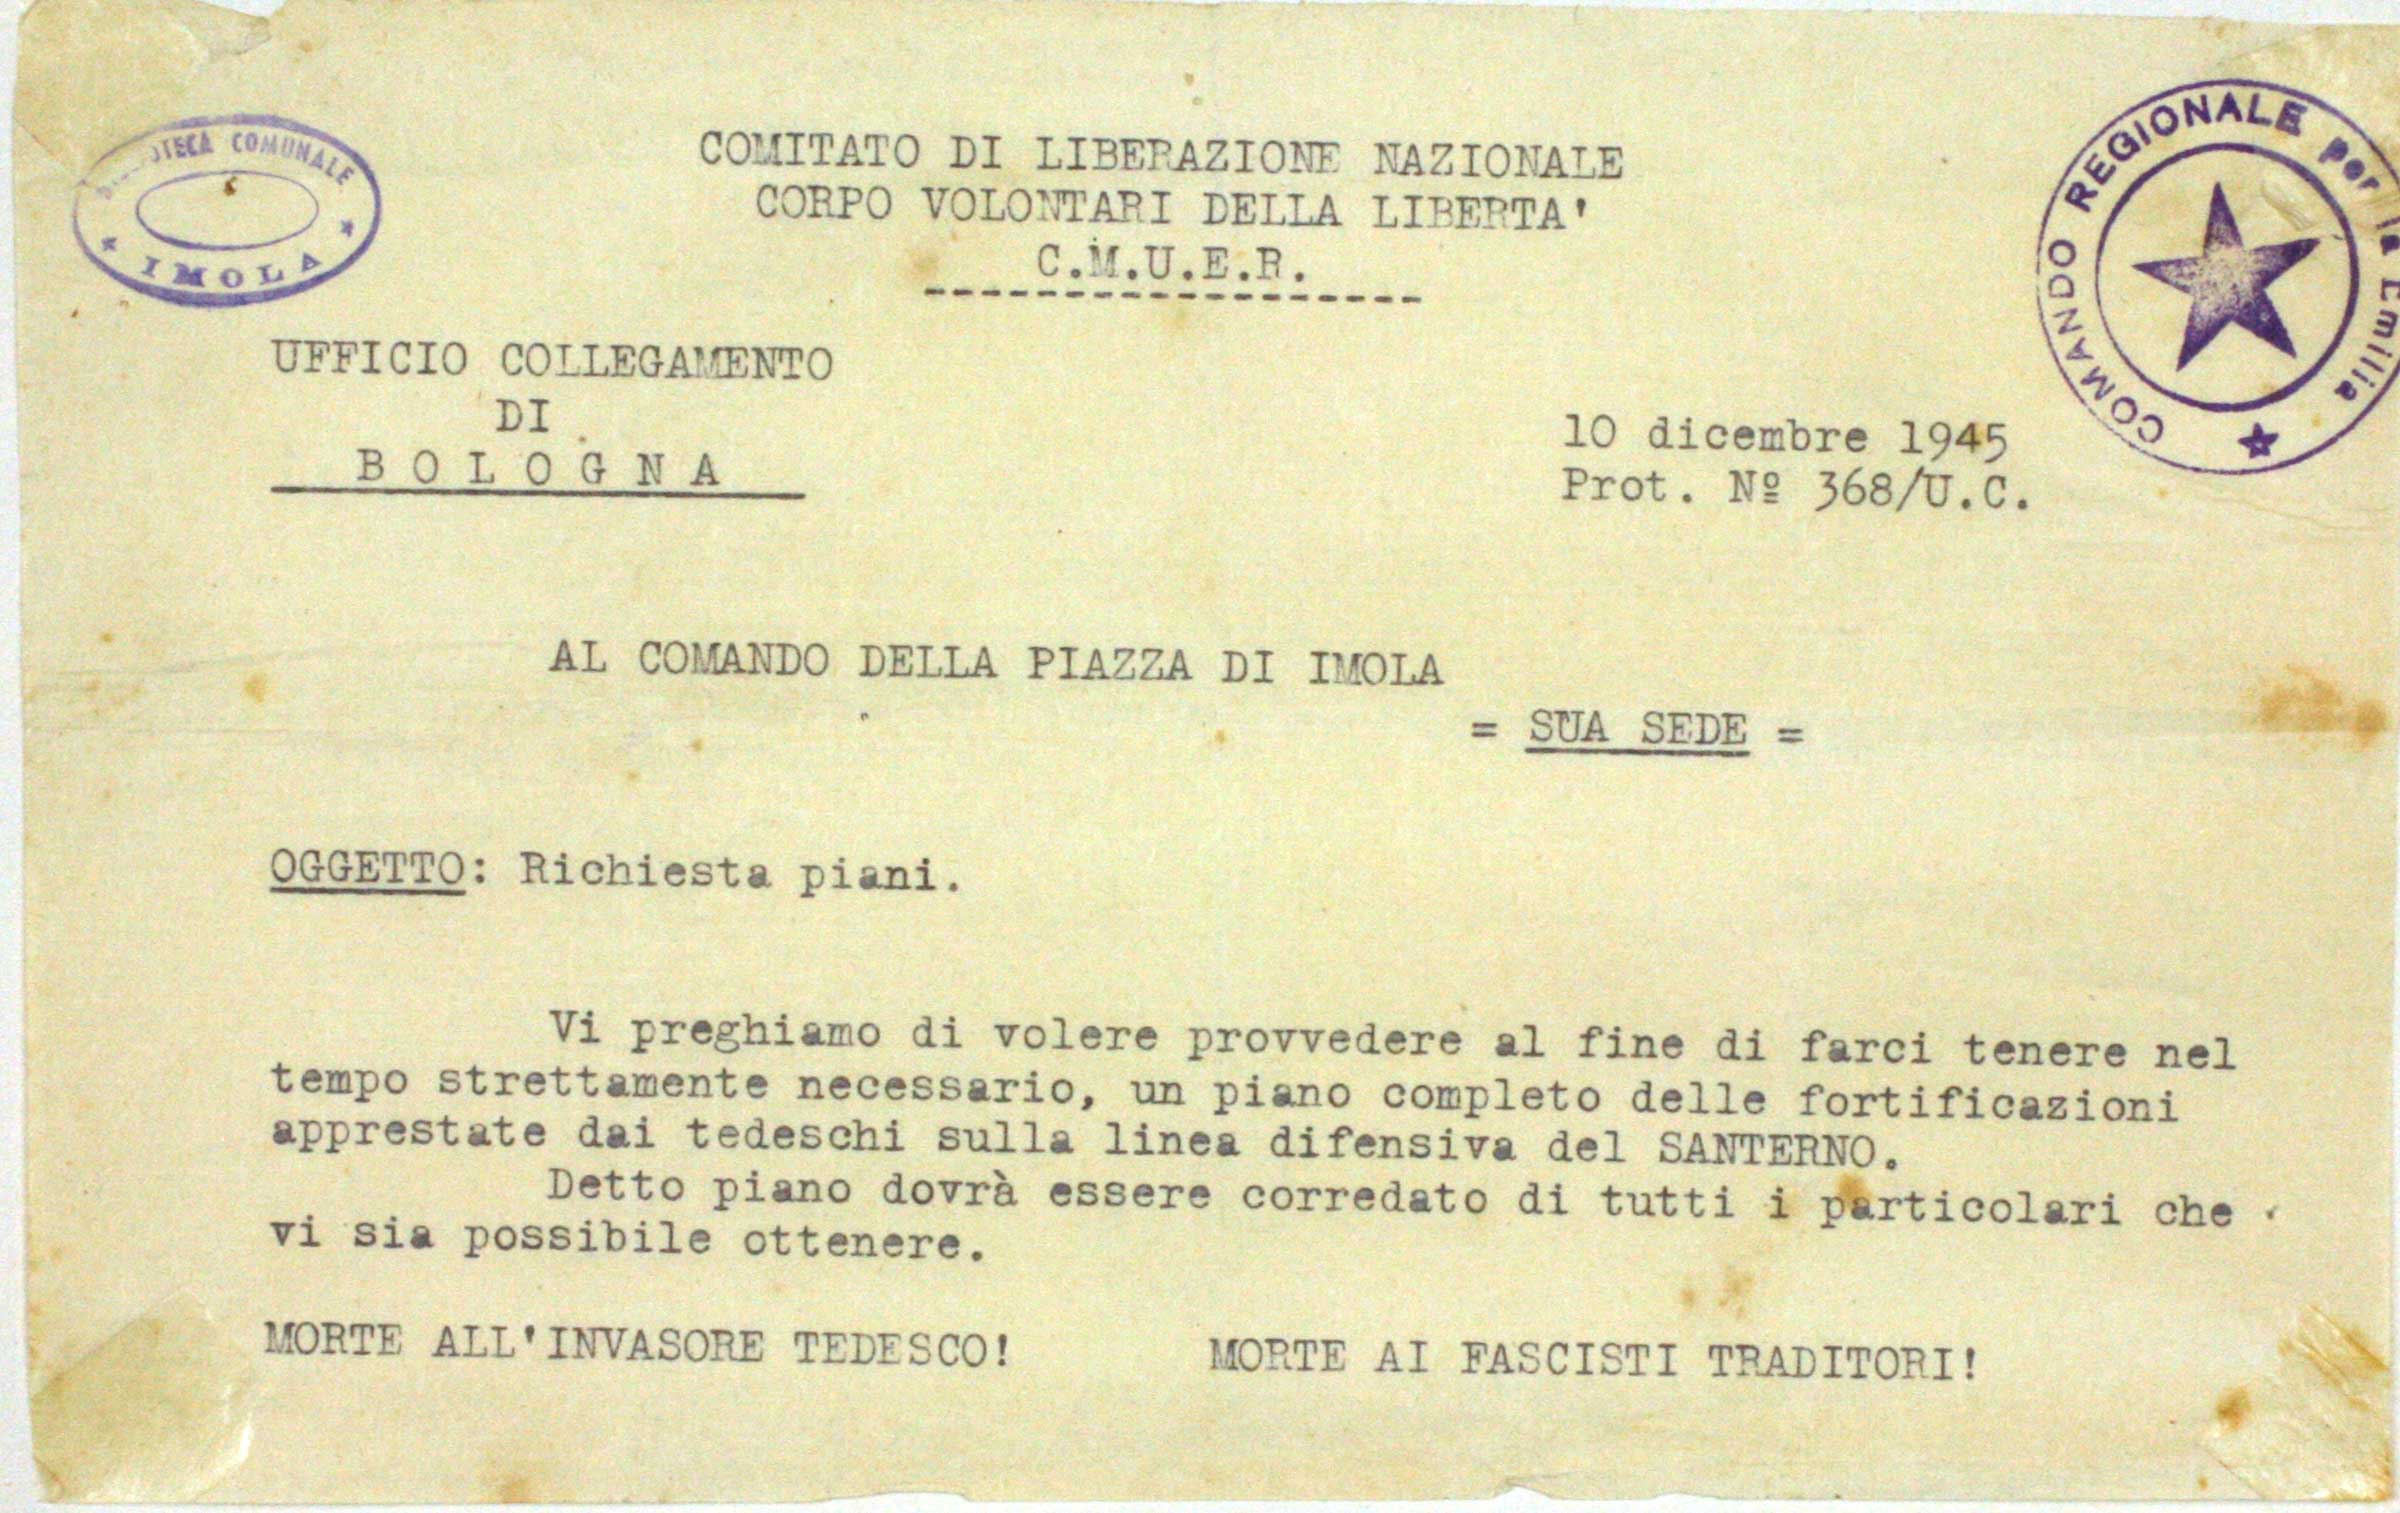 BIBLIOTECA COMUNALE
IMOLA
COMANDO REGIONALE per la Emilia
COMITATO DI LIBERAZIONE NAZIONALE
CORPO VOLONTARI DELLA LIBERTA'
C.M.U.E.R.
UFFICIO COLLEGAMENTO
DI
BOLOGNA
10 dicembre 1945
Prot. Nº 368/U.C.
AL COMANDO DELLA PIAZZA DI IMOLA
= SUA SEDE =
OGGETTO: Richiesta piani.
Vi preghiamo di volere provvedere al fine di farci tenere nel
tempo strettamente necessario, un piano completo delle fortificazioni
apprestate dai tedeschi sulla linea difensiva del SANTERNO.
Detto piano dovrà essere corredato di tutti i particolari che
vi sia possibile ottenere.
MORTE ALL'INVASORE TEDESCO! MORTE AI FASCISTI TRADITORI!